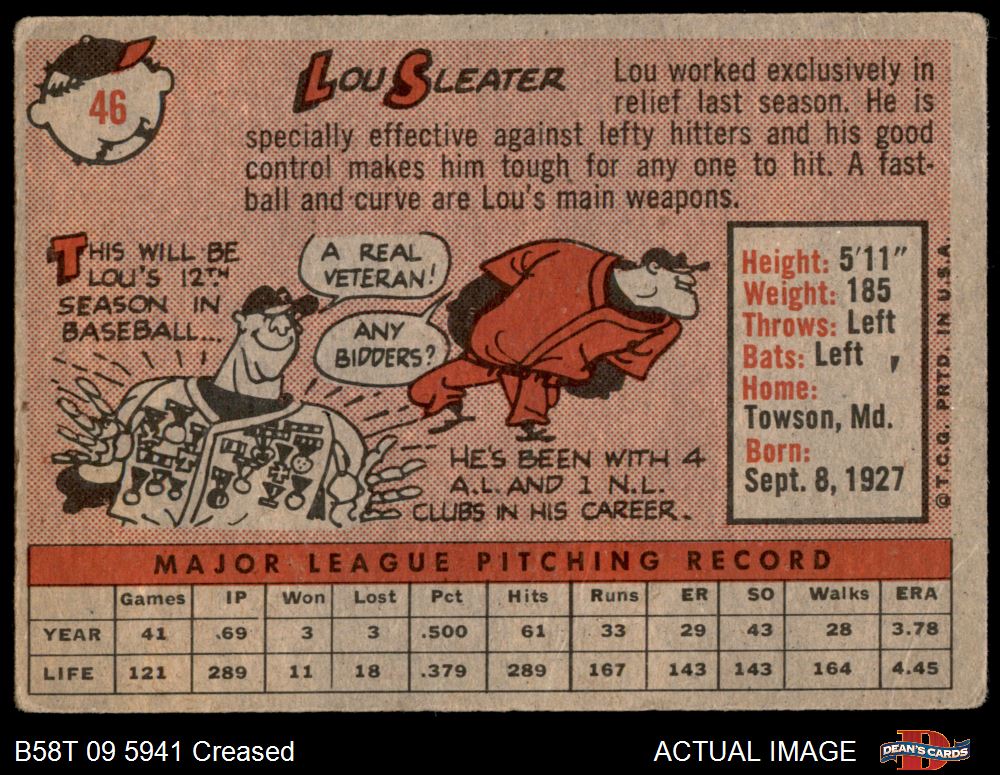 46
LOU SLEATER
Lou worked exclusively in
relief last season. He is
specially effective against lefty hitters and his good
control makes him tough for any one to hit. A fast-
ball and curve are Lou's main weapons.
THIS WILL BE
LOU'S 12TH
SEASON IN
BASEBALL...
A REAL
VETERAN!
ANY
BIDDERS?
HE'S BEEN WITH 4
A.L. AND 1 N.L.
CLUBS IN HIS CAREER.
Height: 5'11"
Weight: 185
Throws: Left
Bats: Left
Home:
Towson, Md.
Born:
Sept. 8, 1927
© T.C.G. PRTD. IN U.S.A.
MAJOR LEAGUE PITCHING RECORD
Games IP Won Lost Pct Hits Runs ER SO Walks ERA
YEAR 41 .69 3 3 .500 61 33 29 43 28 3.78
LIFE 121 289 11 18 .379 289 167 143 143 164 4.45
B58T 09 5941 Creased
ACTUAL IMAGE
DEAN'S CARDS